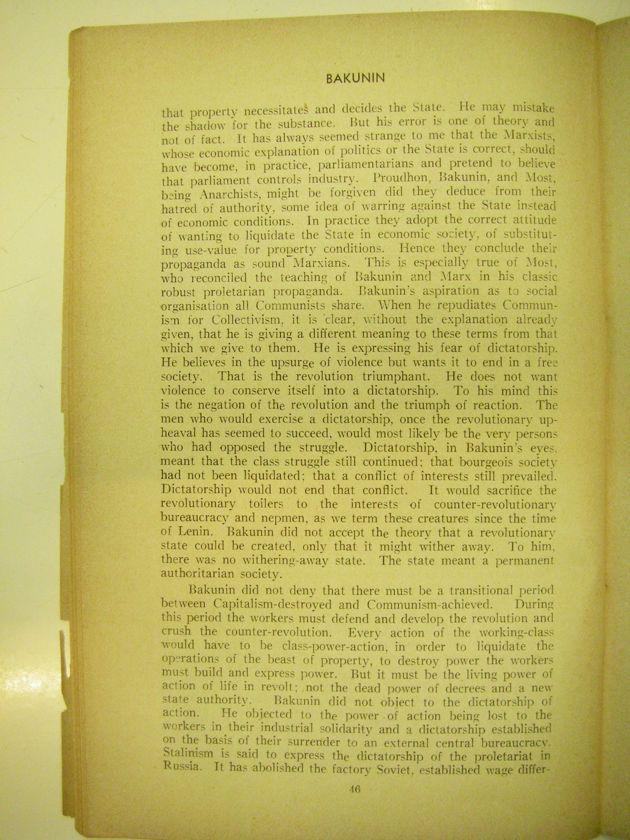 BAKUNIN
that property necessitates and decides the State. He may mistake
the shadow for the substance. But his error is one of theory and
not of fact. It has always seemed strange to me that the Marxists,
whose economic explanation of politics or the State is correct, should
have become, in practice, parliamentarians and pretend to believe
that parliament controls industry. Proudhon, Bakunin, and Most,
being Anarchists, might be forgiven did they deduce from their
hatred of authority, some idea of warring against the State instead
of economic conditions. In practice they adopt the correct attitude
of wanting to liquidate the State in economic society, of substitut-
ing use-value for property conditions. Hence they conclude their
propaganda as sound Marxians. This is especially true of Most,
who reconciled the teaching of Bakunin and Marx in his classic
robust proletarian propaganda. Bakunin's aspiration as to social
organisation all Communists share. When he repudiates Commun-
ism for Collectivism, it is clear, without the explanation already
given, that he is giving a different meaning to these terms from that
which we give to them. He is expressing his fear of dictatorship.
He believes in the upsurge of violence but wants it to end in a free
society. That is the revolution triumphant. He does not want
violence to conserve itself into a dictatorship. To his mind this
is the negation of the revolution and the triumph of reaction. The
men who would exercise a dictatorship, once the revolutionary up-
heaval has seemed to succeed, would most likely be the very persons
who had opposed the struggle. Dictatorship, in Bakunin's eyes,
meant that the class struggle still continued; that bourgeois society
had not been liquidated; that a conflict of interests still prevailed.
Dictatorship would not end that conflict. It would sacrifice the
revolutionary toilers to the interests of counter-revolutionary
bureaucracy and nepmen, as we term these creatures since the time
of Lenin. Bakunin did not accept the theory that a revolutionary
state could be created, only that it might wither away. To him,
there was no withering-away state. The state meant a permanent
authoritarian society.
Bakunin did not deny that there must be a transitional period
between Capitalism-destroyed and Communism-achieved. During
this period the workers must defend and develop the revolution and
crush the counter-revolution. Every action of the working-class
would have to be class-power-action, in order to liquidate the
operations of the beast of property, to destroy power the workers
must build and express power. But it must be the living power of
action of life in revolt; not the dead power of decrees and a new
state authority. Bakunin did not object to the dictatorship of
action. He objected to the power of action being lost to the
workers in their industrial solidarity and a dictatorship established
on the basis of their surrender to an external central bureaucracy.
Stalinism is said to express the dictatorship of the proletariat in
Russia. It has abolished the factory Soviet, established wage differ-
46